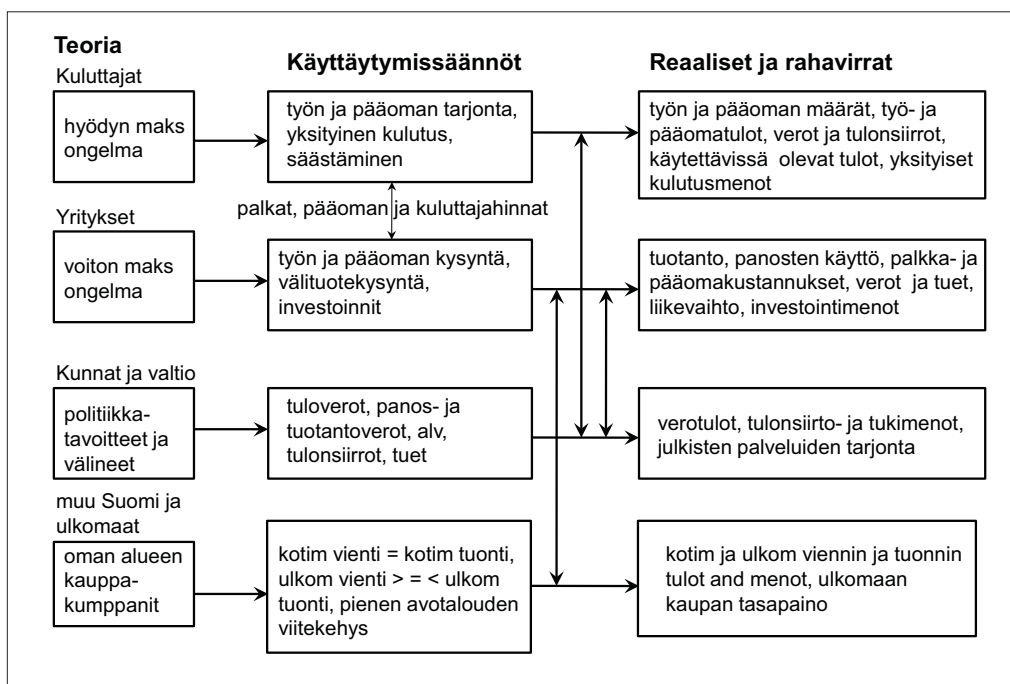 Teoria
Käyttäytymissäännöt
Reaaliset ja rahavirrat
Kuluttajat
hyödyn maks
ongelma
työn ja pääoman tarjonta,
yksityinen kulutus,
säästäminen
työn ja pääoman määrät, työ- ja
pääomatulot, verot ja tulonsiirrot,
käytettävissä olevat tulot, yksityiset
kulutusmenot
palkat, pääoman ja kuluttajahinnat
Yritykset
voiton maks
ongelma
työn ja pääoman kysyntä,
välituotekysyntä,
investoinnit
tuotanto, panosten käyttö, palkka- ja
pääomakustannukset, verot ja tuet,
liikevaihto, investointimenot
Kunnat ja valtio
politiikka-
tavoitteet ja
välineet
tuloverot, panos- ja
tuotantoverot, alv,
tulonsiirrot, tuet
verotulot, tulonsiirto- ja tukimenot,
julkisten palveluiden tarjonta
muu Suomi ja
ulkomaat
oman alueen
kauppa-
kumppanit
kotim vienti = kotim tuonti,
ulkom vienti > = < ulkom
tuonti, pienen avotalouden
viitekehys
kotim ja ulkom viennin ja tuonnin
tulot and menot, ulkomaan
kaupan tasapaino